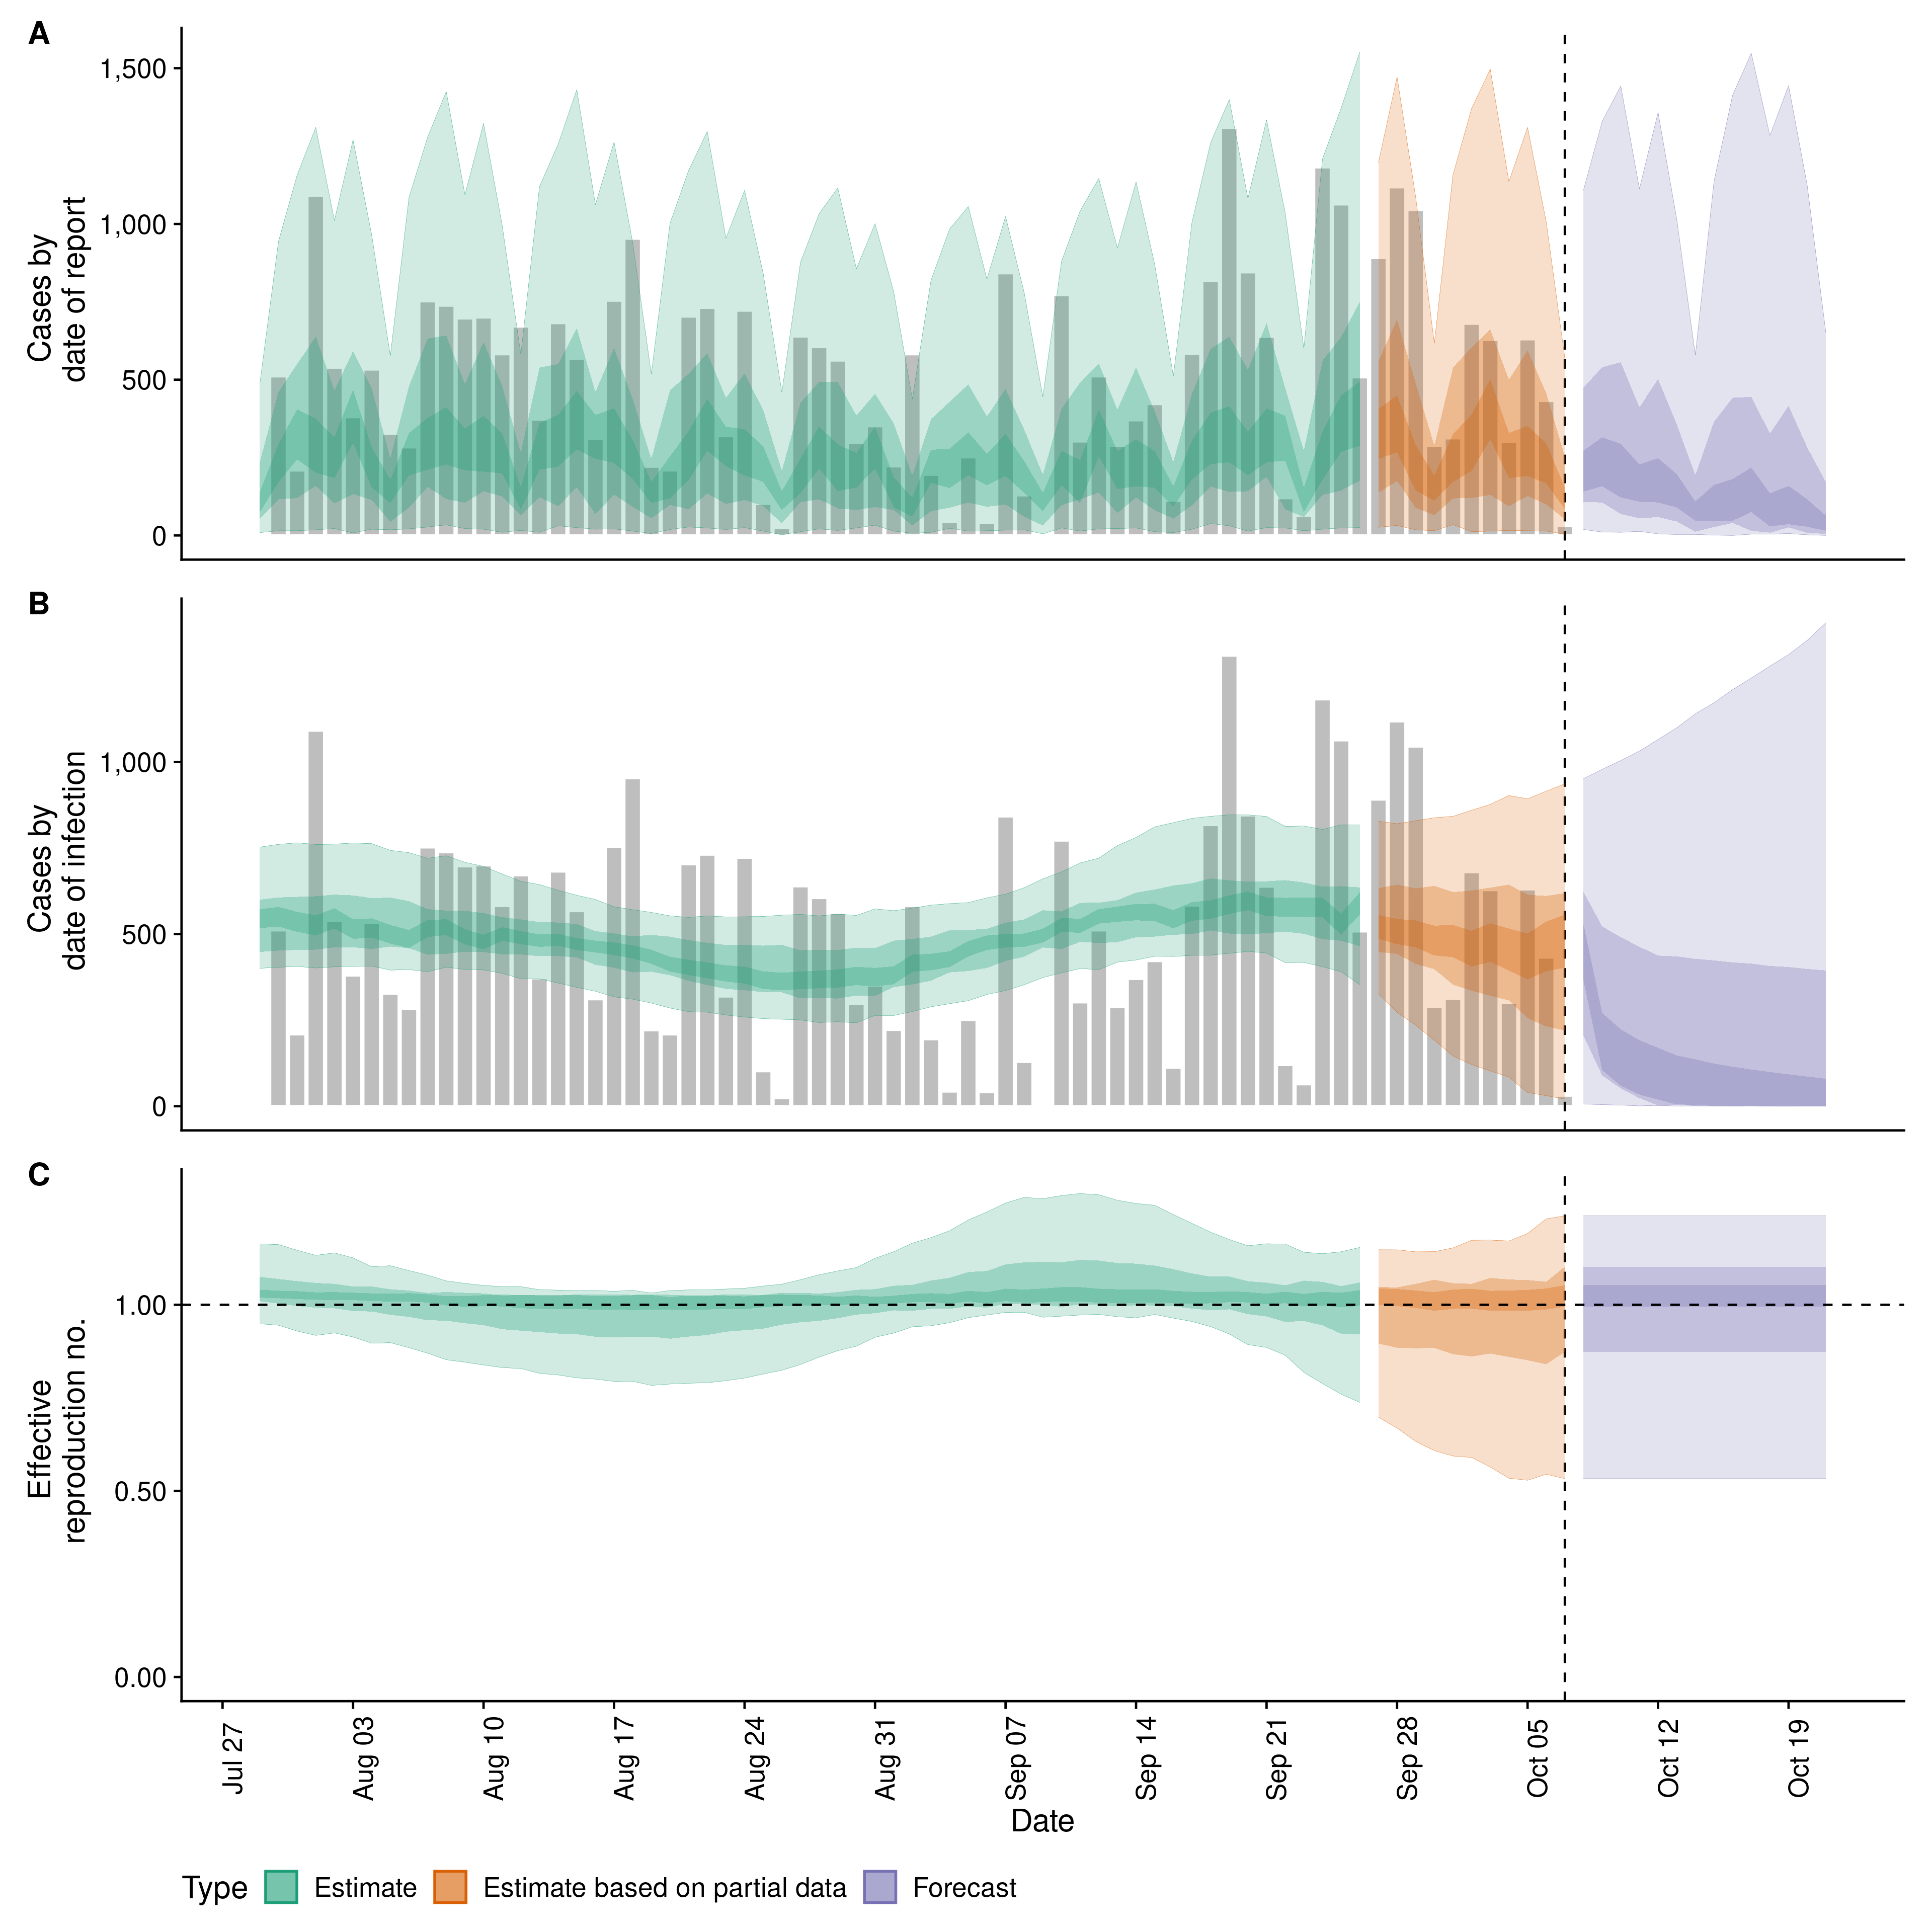 A
1,500
1,000
500
0
Cases by
date of report
B
1,000
500
0
Cases by
date of infection
C
1.00
0.50
0.00
Effective
reproduction no.
Jul 27
Aug 03
Aug 10
Aug 17
Aug 24
Aug 31
Sep 07
Sep 14
Sep 21
Sep 28
Oct 05
Oct 12
Oct 19
Date
Type Estimate Estimate based on partial data Forecast